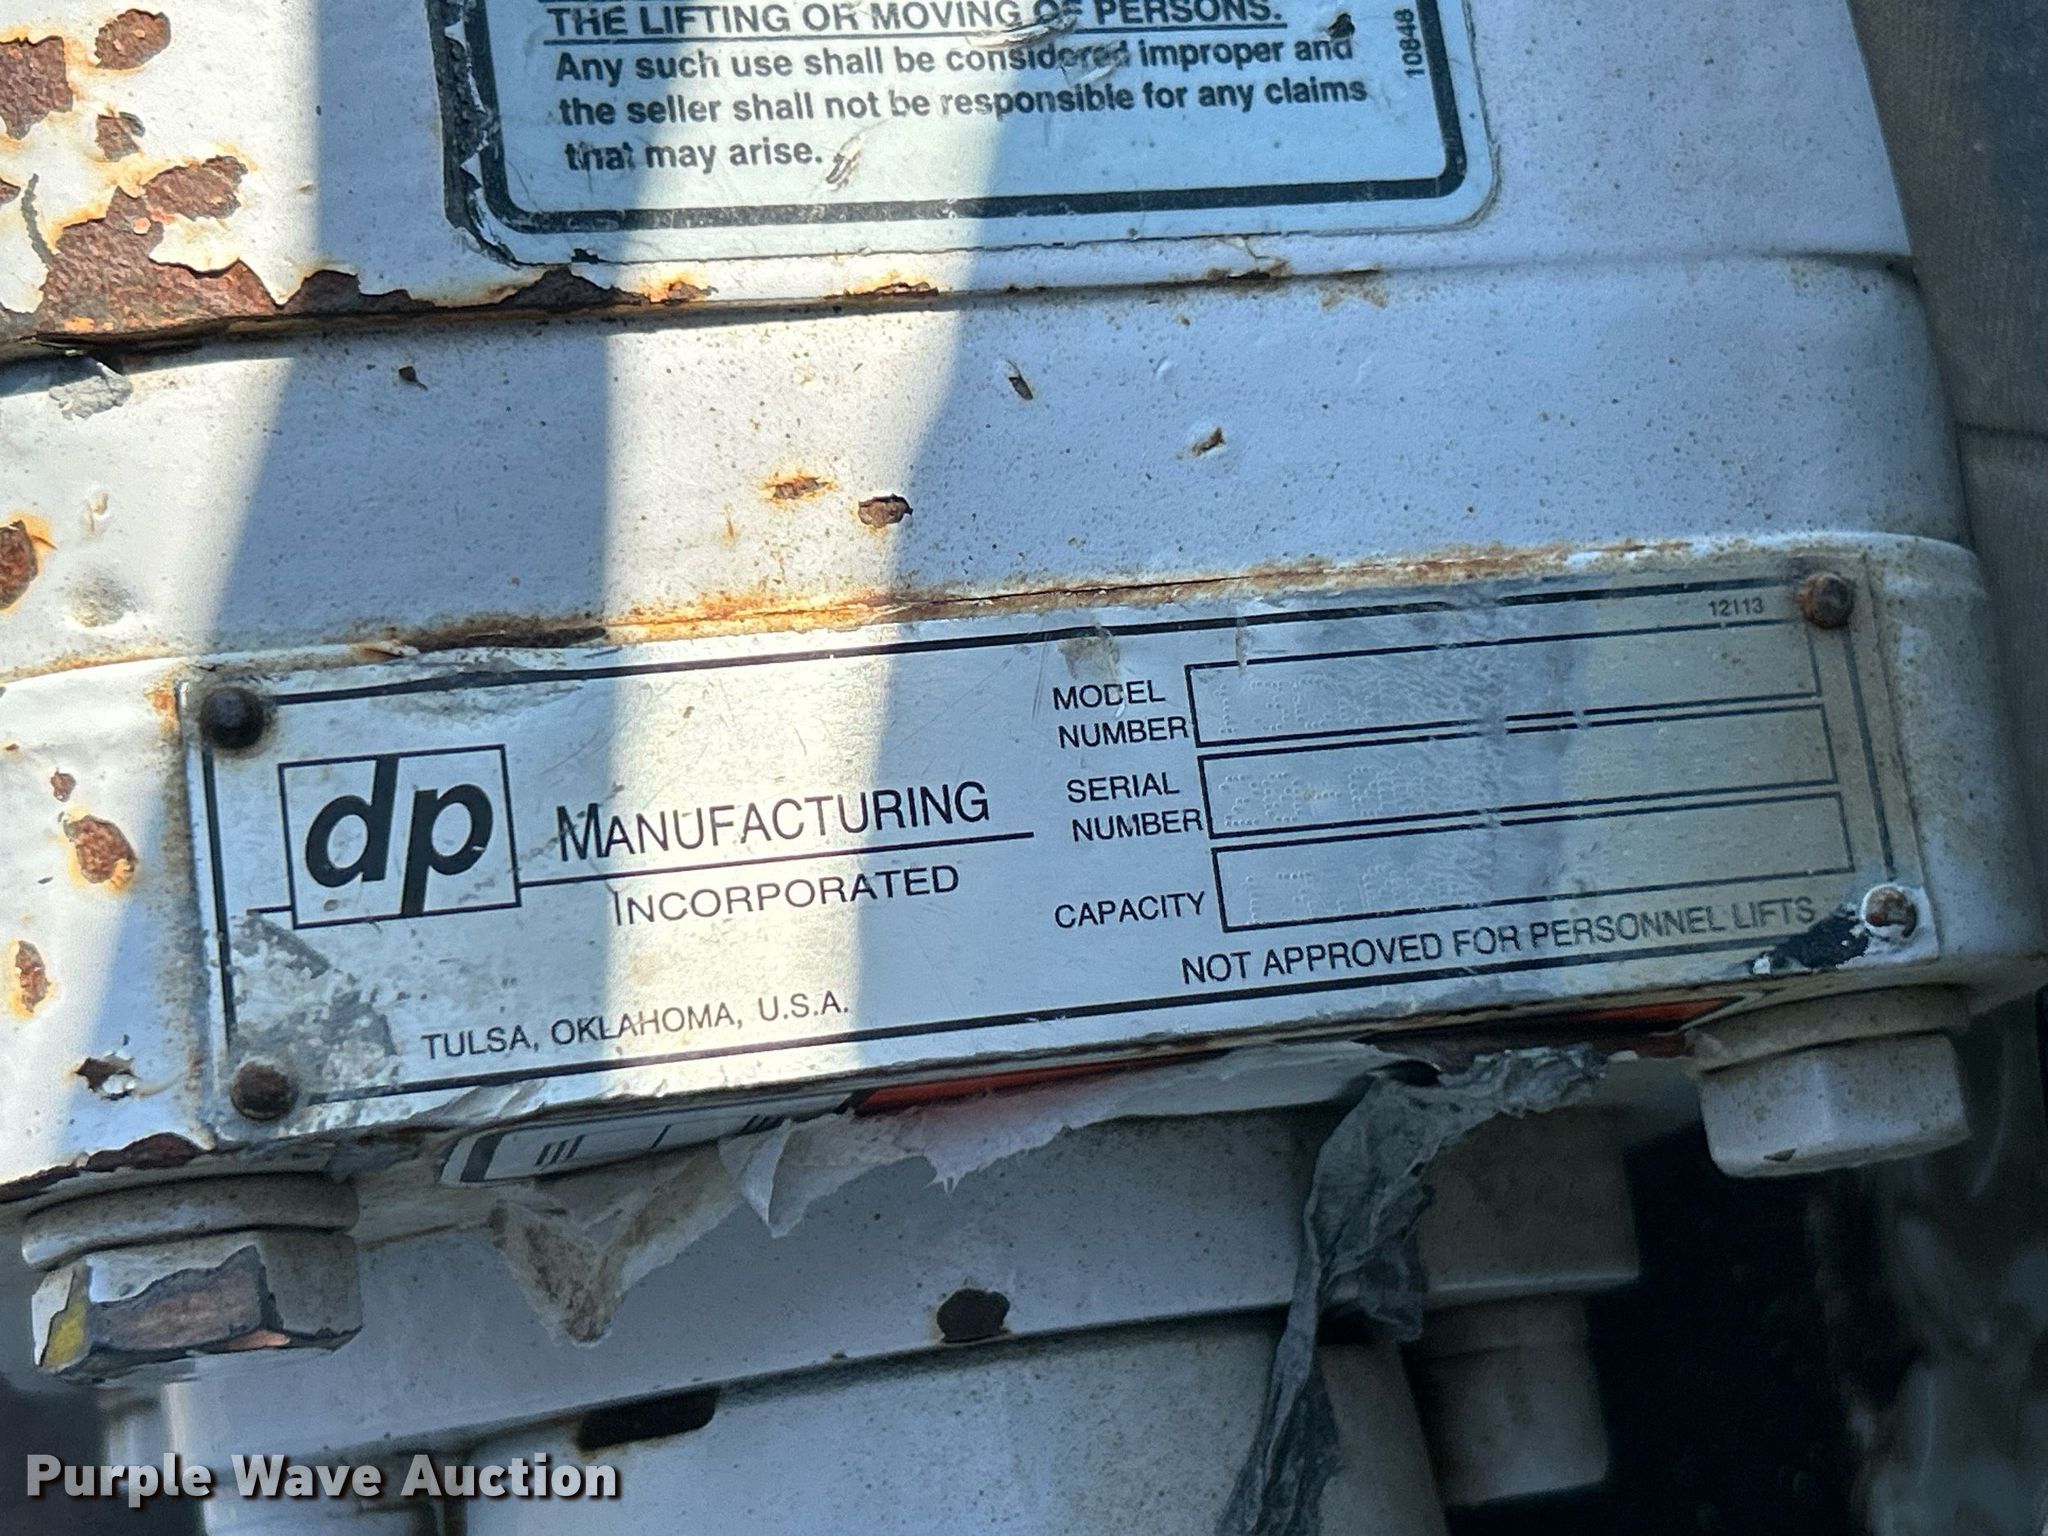 THE LIFTING OR MOVING OF PERSONS.
Any such use shall be considered improper and
the seller shall not be responsible for any claims
that may arise.
10848
12113
dp
MANUFACTURING
INCORPORATED
MODEL
NUMBER
SERIAL
NUMBER
CAPACITY
NOT APPROVED FOR PERSONNEL LIFTS
TULSA, OKLAHOMA, U.S.A.
Purple Wave Auction